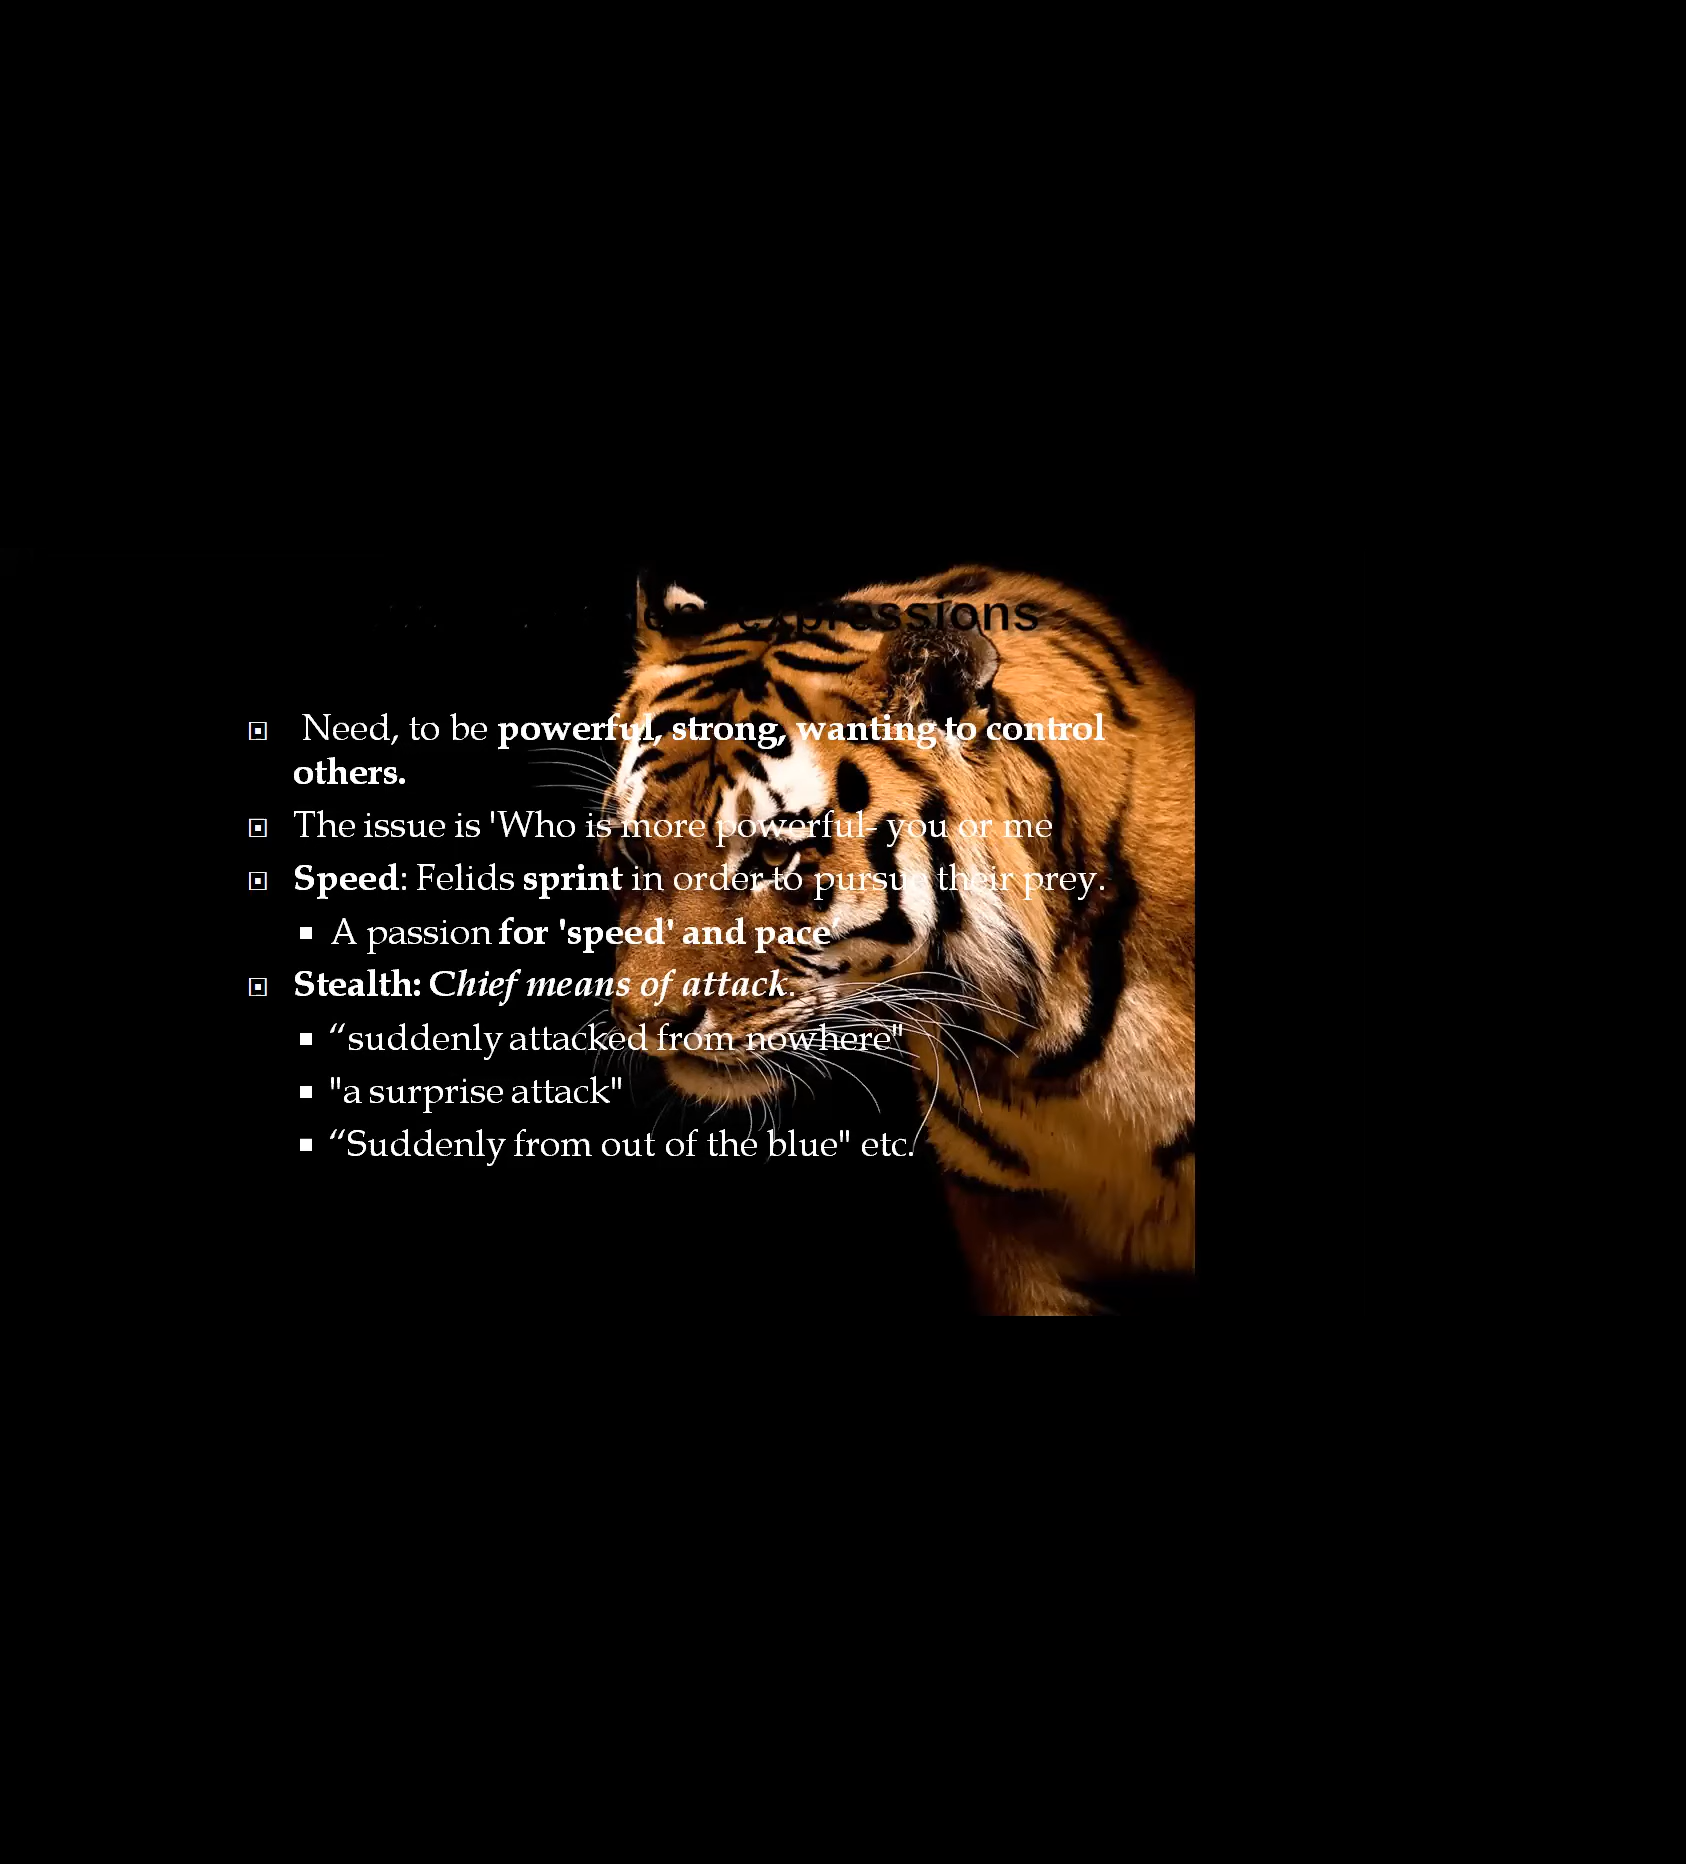 expressions
Need, to be powerful, strong, wanting to control
others.
The issue is 'Who is more powerful- you or me
Speed: Felids sprint in order to pursue their prey.
A passion for 'speed' and pace’
Stealth: Chief means of attack.
“suddenly attacked from nowhere"
"a surprise attack"
“Suddenly from out of the blue" etc.